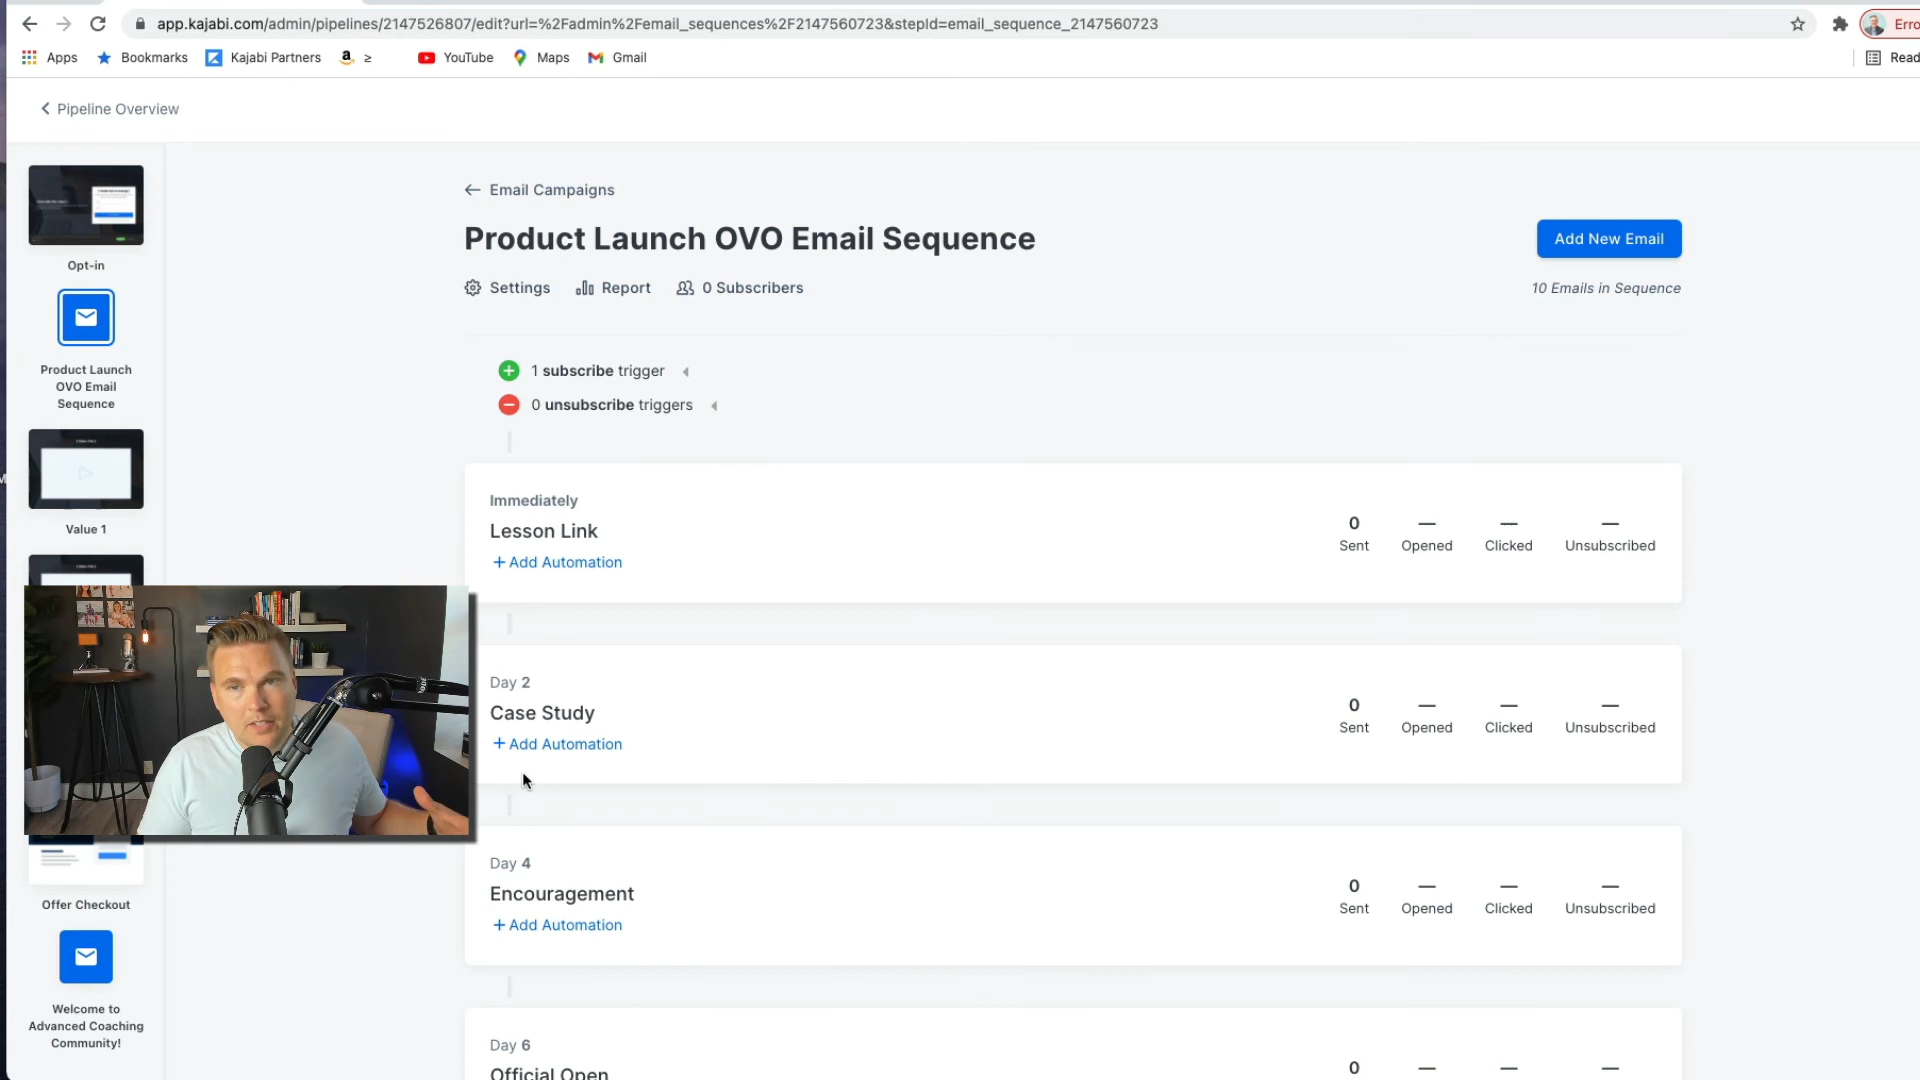 app.kajabi.com/admin/pipelines/2147526807/edit?url=%2Fadmin%2Femail_sequences%2F2147560723&stepId=email_sequence_2147560723
Erro
Apps
Bookmarks
Kajabi Partners
≥
YouTube
Maps
Gmail
Read
Pipeline Overview
Opt-in
Product Launch
OVO Email
Sequence
Value 1
Offer Checkout
Welcome to
Advanced Coaching
Community!
Email Campaigns
Product Launch OVO Email Sequence
Add New Email
Settings
Report
0 Subscribers
10 Emails in Sequence
1 subscribe trigger
0 unsubscribe triggers
Immediately
Lesson Link
+ Add Automation
0 — — —
Sent Opened Clicked Unsubscribed
Day 2
Case Study
+ Add Automation
0 — — —
Sent Opened Clicked Unsubscribed
Day 4
Encouragement
+ Add Automation
0 — — —
Sent Opened Clicked Unsubscribed
Day 6
Official Open
0 — — —